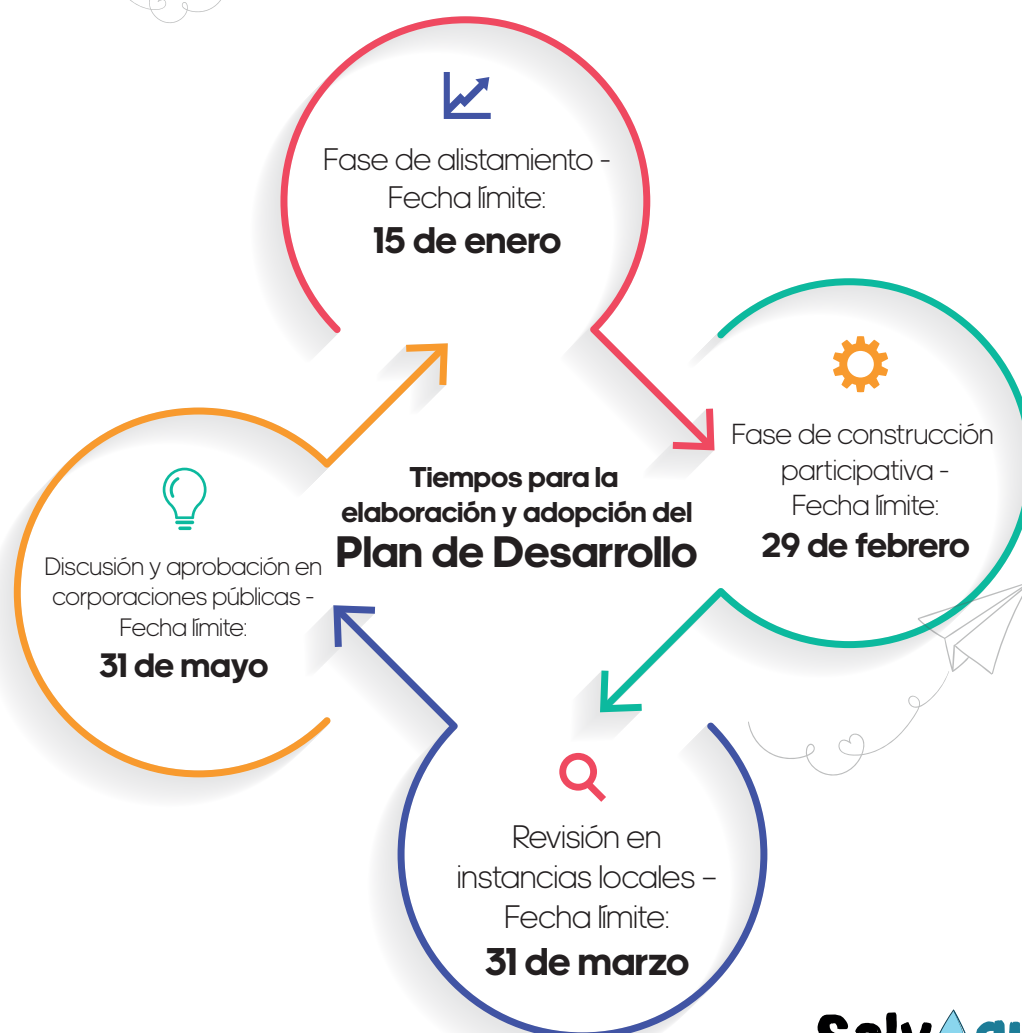 Fase de alistamiento -
Fecha límite:
15 de enero
Fase de construcción
participativa -
Fecha límite:
29 de febrero
Tiempos para la
elaboración y adopción del
Plan de Desarrollo
Discusión y aprobación en
corporaciones públicas -
Fecha límite:
31 de mayo
Revisión en
instancias locales –
Fecha límite:
31 de marzo